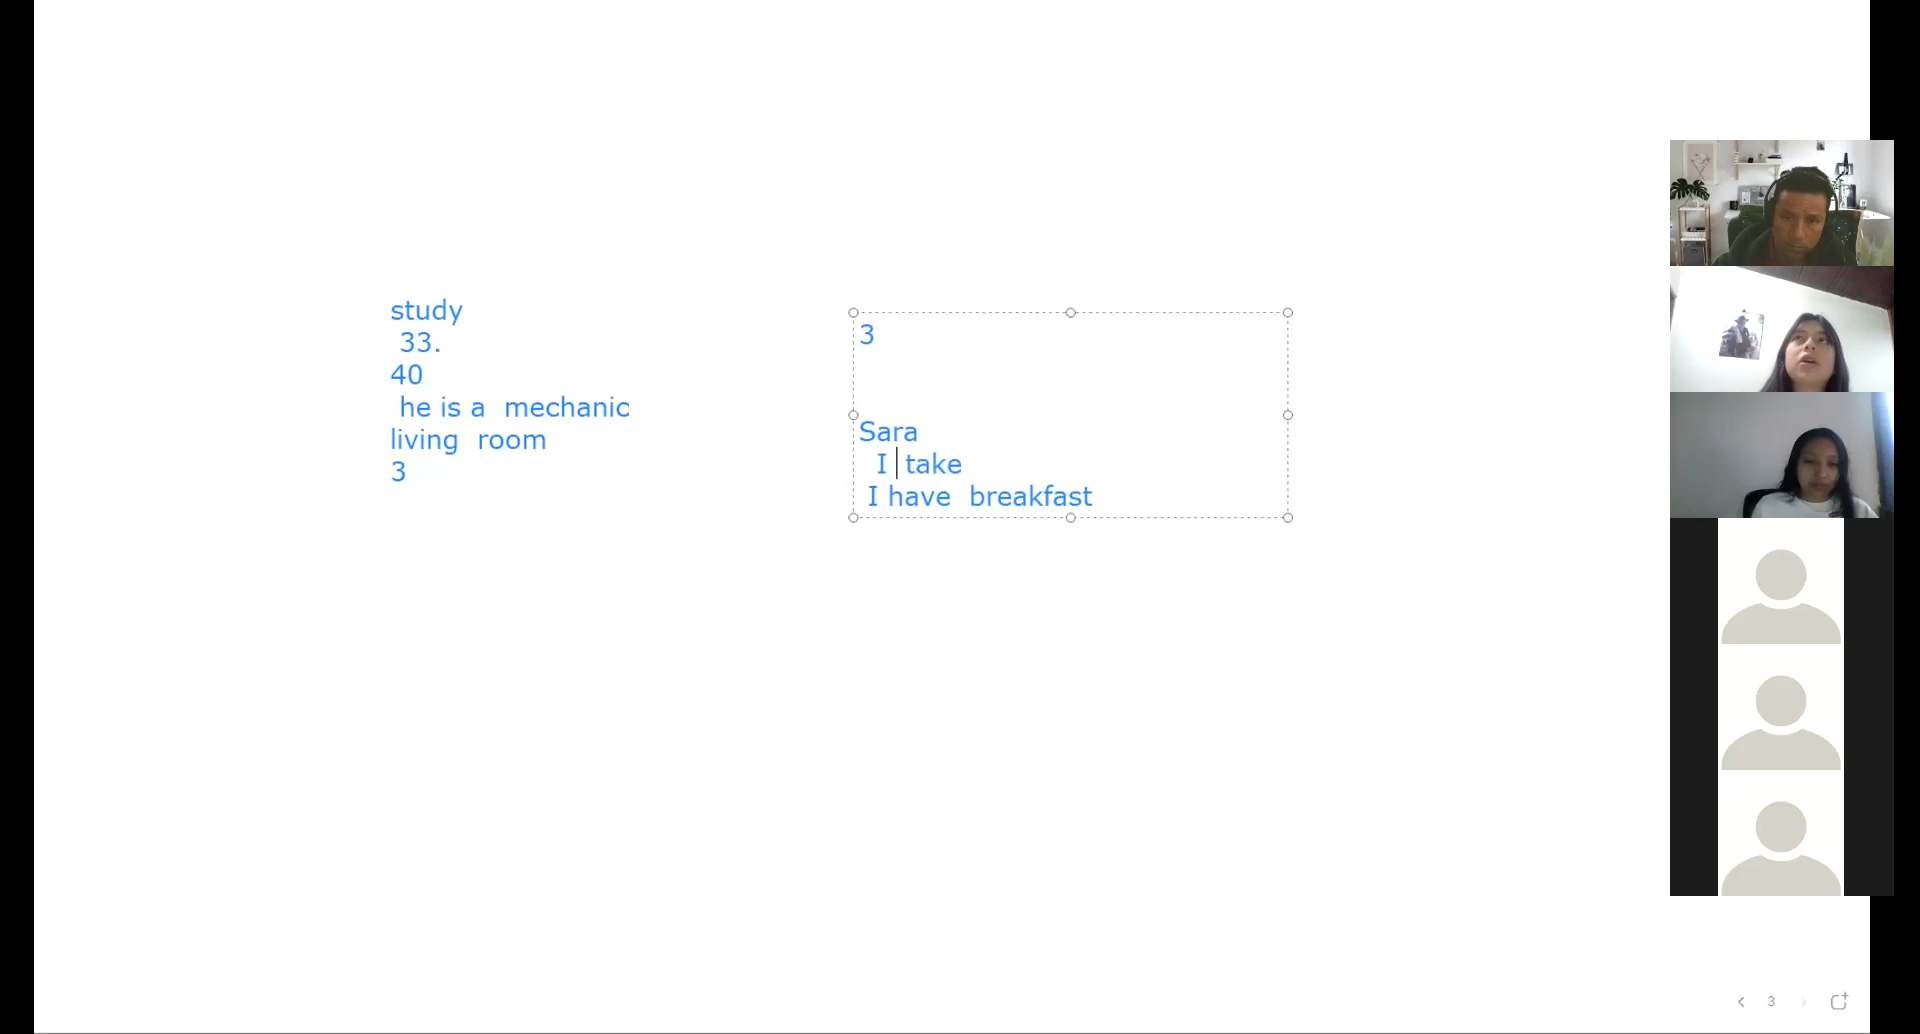 study
33.
40
he is a mechanic
living room
3
3
Sara
I take
I have breakfast
3